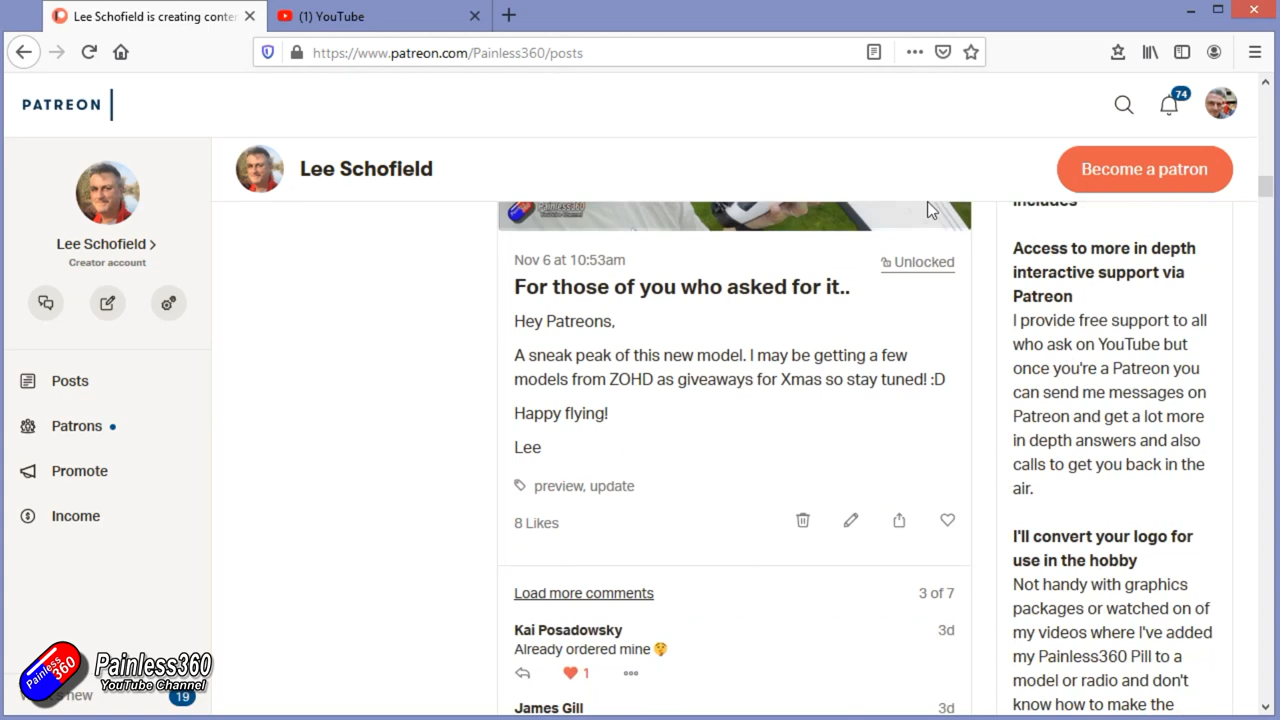 Lee Schofield is creating conten
(1) YouTube
https://www.patreon.com/Painless360/posts
PATREON
74
Lee Schofield
Creator account
Posts
Patrons
Promote
Income
19
Painless360
YouTube Channel
Painless
360
Lee Schofield
Become a patron
Painless360
YouTube Channel
Nov 6 at 10:53am
Unlocked
For those of you who asked for it..
Hey Patreons,
A sneak peak of this new model. I may be getting a few
models from ZOHD as giveaways for Xmas so stay tuned! :D
Happy flying!
Lee
preview, update
8 Likes
Load more comments
3 of 7
Kai Posadowsky
3d
Already ordered mine 🤫
1
James Gill
3d
includes
Access to more in depth
interactive support via
Patreon
I provide free support to all
who ask on YouTube but
once you're a Patreon you
can send me messages on
Patreon and get a lot more
in depth answers and also
calls to get you back in the
air.
I'll convert your logo for
use in the hobby
Not handy with graphics
packages or watched on of
my videos where I've added
my Painless360 Pill to a
model or radio and don't
know how to make the